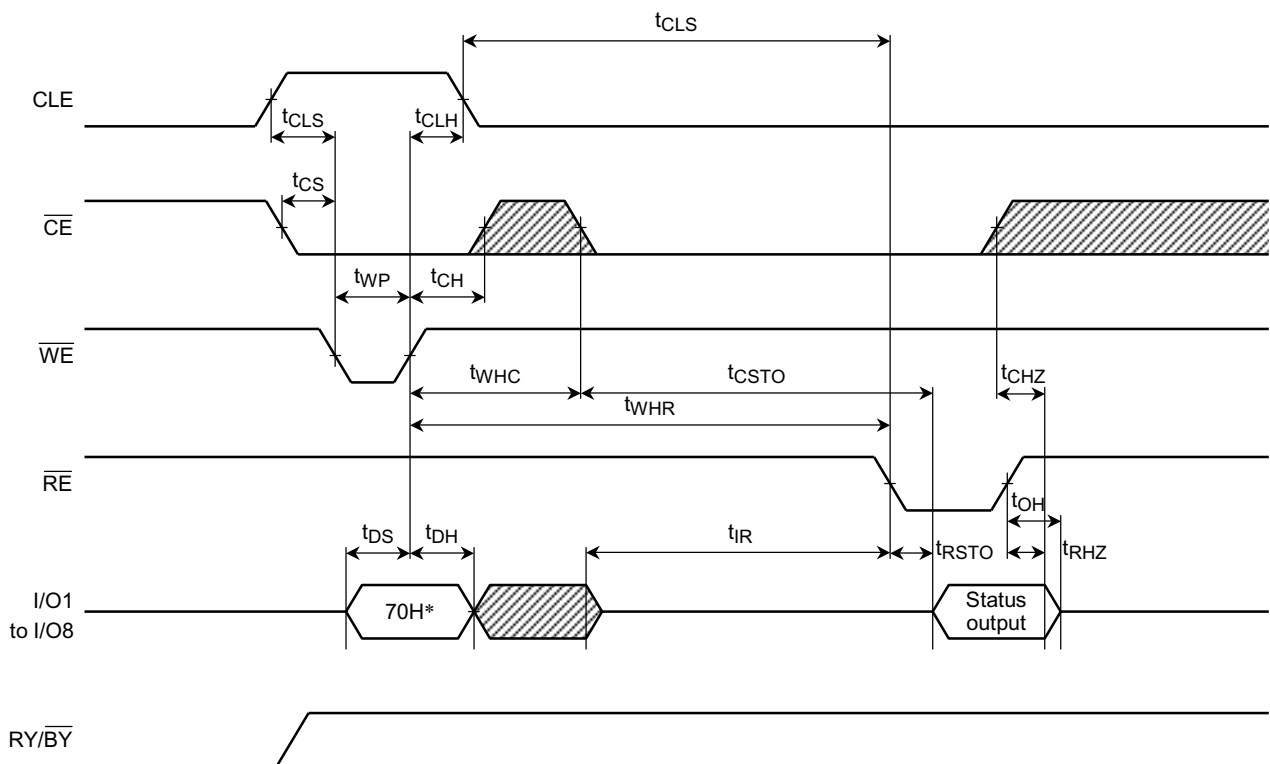 tCLS
CLE
tCLS
tCLH
tCS
CE
tWP
tCH
WE
tWHC
tCSTO
tCHZ
tWHR
RE
tOH
tDS
tDH
tIR
tRSTO
tRHZ
I/O1
to I/O8
70H*
Status
output
RY/BY